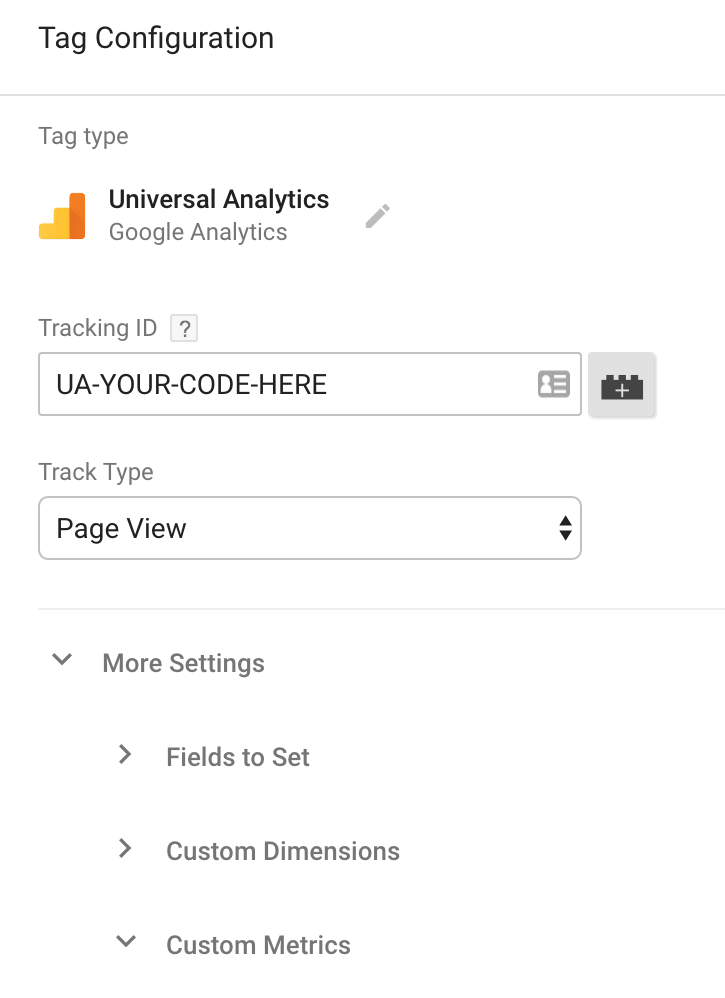 Tag Configuration
Tag type
Universal Analytics
Google Analytics
Tracking ID ?
UA-YOUR-CODE-HERE
Track Type
Page View
More Settings
Fields to Set
Custom Dimensions
Custom Metrics